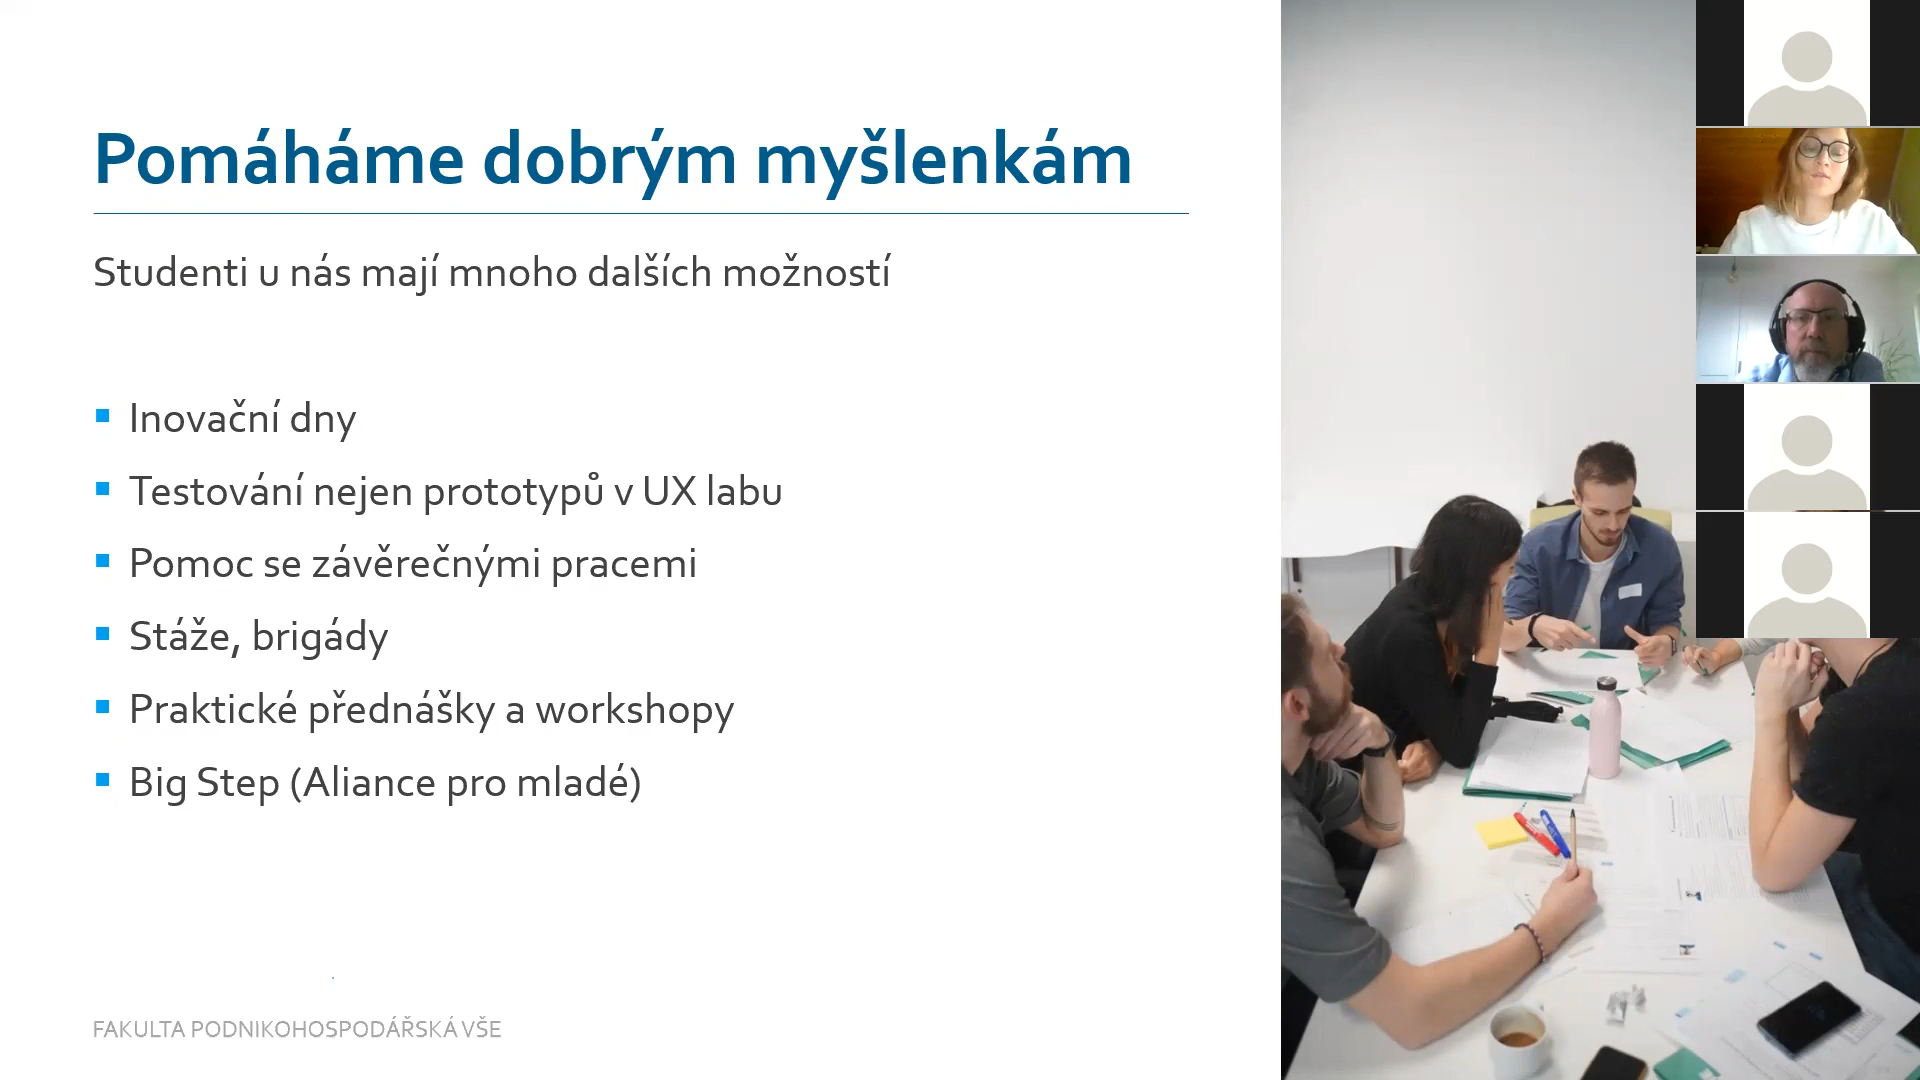 Pomáháme dobrým myšlenkám
Studenti u nás mají mnoho dalších možností
Inovační dny
Testování nejen prototypů v UX labu
Pomoc se závěrečnými pracemi
Stáže, brigády
Praktické přednášky a workshopy
Big Step (Aliance pro mladé)
FAKULTA PODNIKOHOSPODÁŘSKÁ VŠE